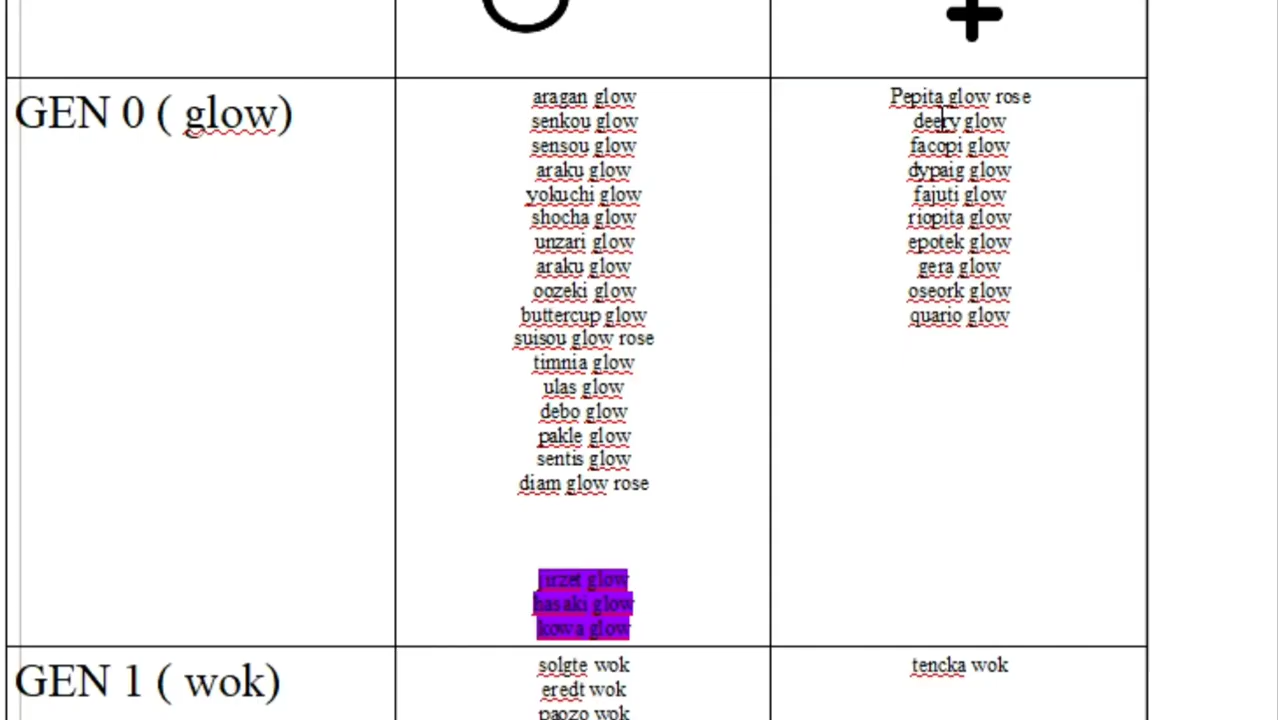 GEN 0 ( glow)
aragan glow
senkou glow
sensou glow
araku glow
yokuchi glow
shocha glow
unzari glow
araku glow
oozeki glow
buttercup glow
suisou glow rose
timnia glow
ulas glow
debo glow
pakle glow
sentis glow
diam glow rose
jirzet glow
hasaki glow
kowa glow
Pepita glow rose
deery glow
facopi glow
dypaig glow
fajuti glow
riopita glow
epotek glow
gera glow
oseork glow
quario glow
GEN 1 ( wok)
solgte wok
eredt wok
paozo wok
tencka wok